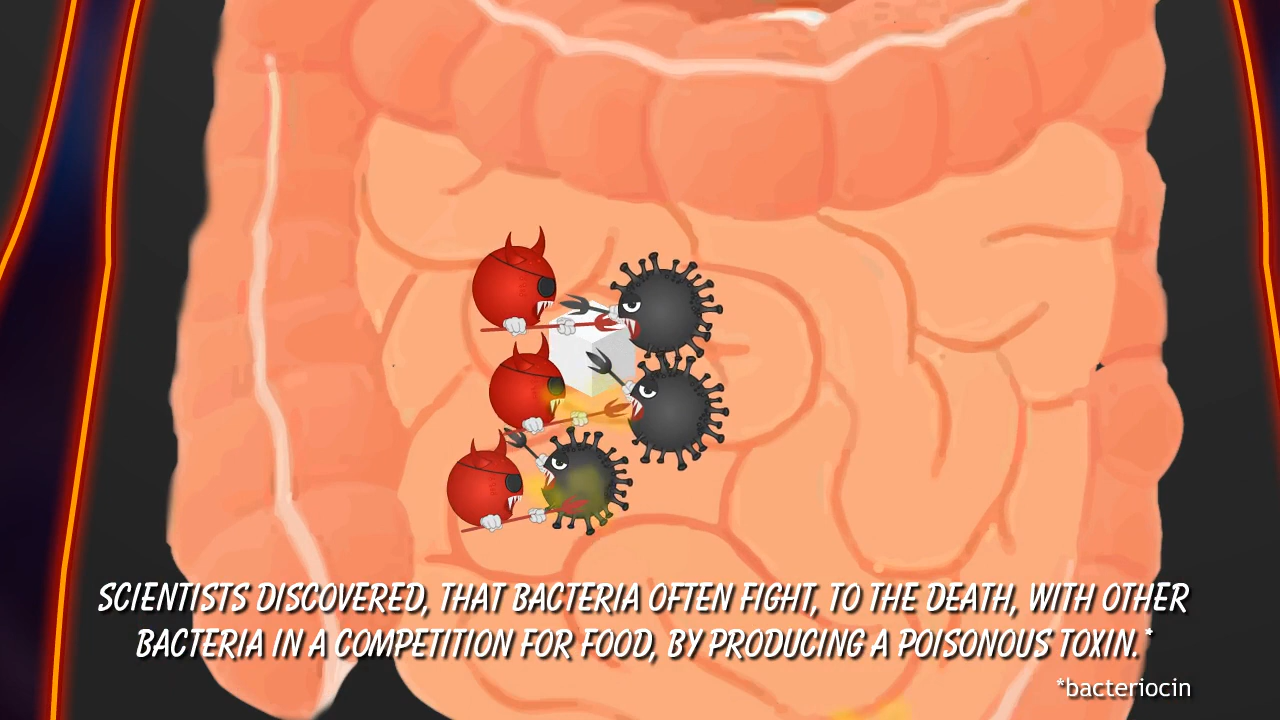 SCIENTISTS DISCOVERED, THAT BACTERIA OFTEN FIGHT, TO THE DEATH, WITH OTHER
BACTERIA IN A COMPETITION FOR FOOD, BY PRODUCING A POISONOUS TOXIN.*
*bacteriocin